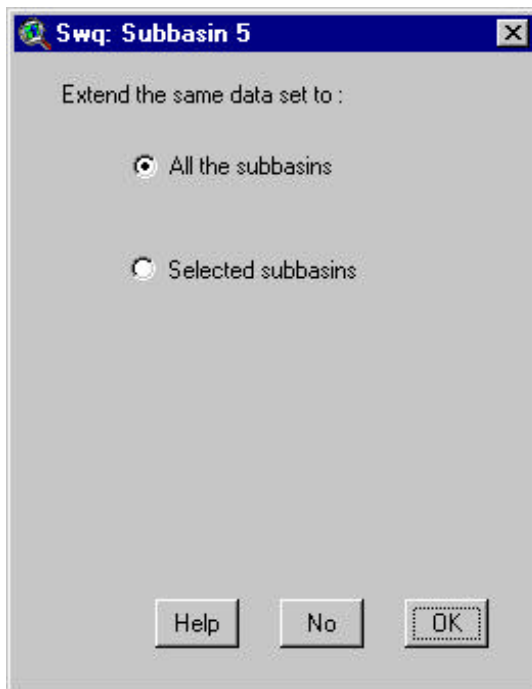 Swq: Subbasin 5
Extend the same data set to :
All the subbasins
Selected subbasins
Help No OK